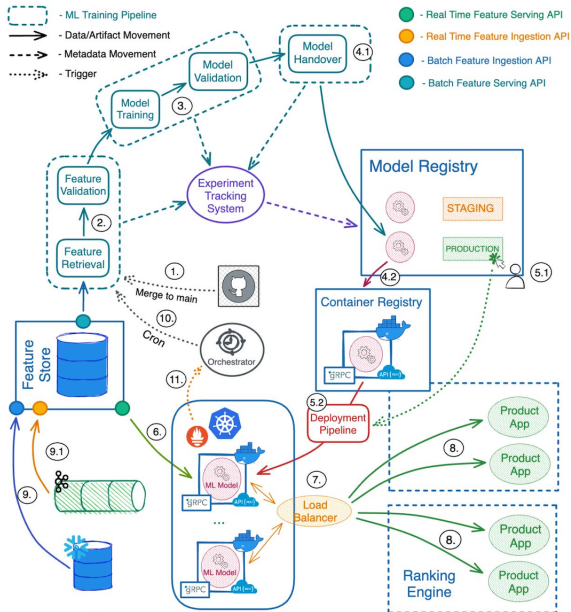 - ML Training Pipeline
- Data/Artifact Movement
- Metadata Movement
- Trigger
- Real Time Feature Serving API
- Real Time Feature Ingestion API
- Batch Feature Ingestion API
- Batch Feature Serving API
Model
Handover
4.1
Model
Validation
3.
Model
Training
Feature
Validation
2.
Feature
Retrieval
Experiment
Tracking
System
Model Registry
STAGING
PRODUCTION
5.1
4.2
1.
Merge to main
10.
Cron
Orchestrator
11.
Container Registry
gRPC
API
5.2
Deployment
Pipeline
Feature
Store
6.
9.1
9.
ML Model
gRPC
API
...
ML Model
gRPC
API
7.
Load
Balancer
8.
Product
App
Product
App
8.
Product
App
Product
App
Ranking
Engine